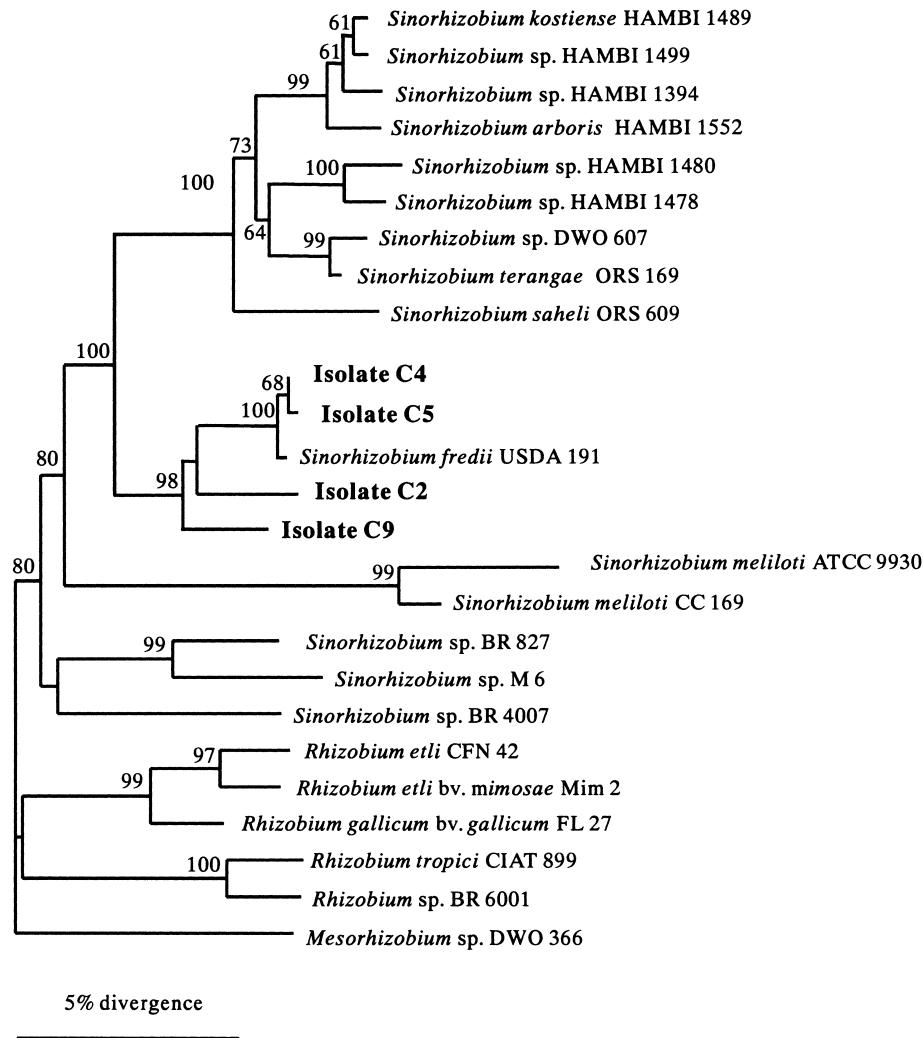 61 Sinorhizobium kostiense HAMBI 1489
61 Sinorhizobium sp. HAMBI 1499
99 Sinorhizobium sp. HAMBI 1394
Sinorhizobium arboris HAMBI 1552
73
100 100 Sinorhizobium sp. HAMBI 1480
Sinorhizobium sp. HAMBI 1478
64 99 Sinorhizobium sp. DWO 607
Sinorhizobium terangae ORS 169
Sinorhizobium saheli ORS 609
100
68 Isolate C4
100 Isolate C5
80 Sinorhizobium fredii USDA 191
98 Isolate C2
Isolate C9
80 99 Sinorhizobium meliloti ATCC 9930
Sinorhizobium meliloti CC 169
99 Sinorhizobium sp. BR 827
Sinorhizobium sp. M 6
Sinorhizobium sp. BR 4007
97 Rhizobium etli CFN 42
99 Rhizobium etli bv. mimosae Mim 2
Rhizobium gallicum bv. gallicum FL 27
100 Rhizobium tropici CIAT 899
Rhizobium sp. BR 6001
Mesorhizobium sp. DWO 366
5% divergence